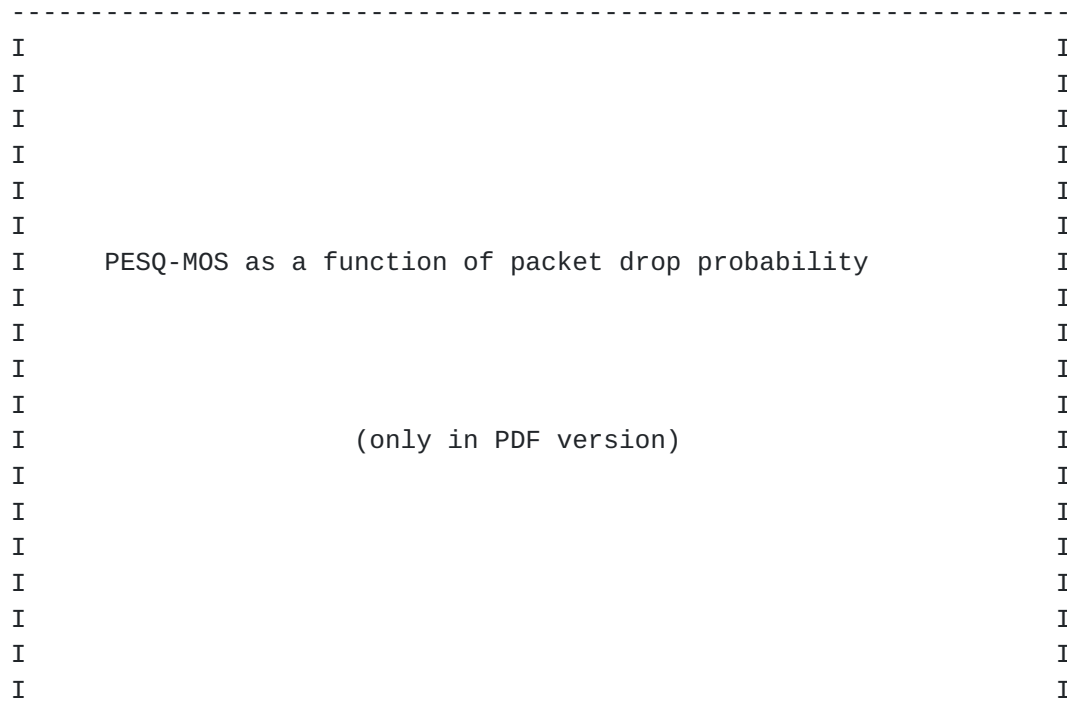 --------------------------------------------------------------------
I                                                                  I
I                                                                  I
I                                                                  I
I                                                                  I
I                                                                  I
I                                                                  I
I     PESQ-MOS as a function of packet drop probability            I
I                                                                  I
I                                                                  I
I                                                                  I
I                                                                  I
I                     (only in PDF version)                        I
I                                                                  I
I                                                                  I
I                                                                  I
I                                                                  I
I                                                                  I
I                                                                  I
I                                                                  I